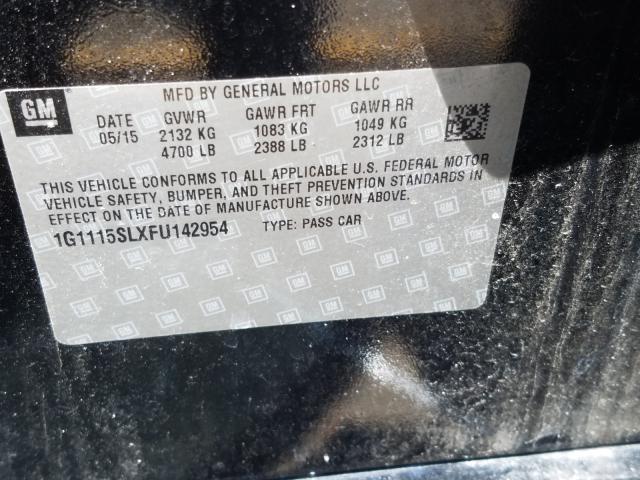 GM
MFD BY GENERAL MOTORS LLC
DATE GVWR GAWR FRT GAWR RR
05/15 2132 KG 1083 KG 1049 KG
4700 LB 2388 LB 2312 LB
THIS VEHICLE CONFORMS TO ALL APPLICABLE U.S. FEDERAL MOTOR
VEHICLE SAFETY, BUMPER, AND THEFT PREVENTION STANDARDS IN
EFFECT ON THE DATE OF MANUFACTURE SHOWN ABOVE.
1G1115SLXFU142954 TYPE: PASS CAR